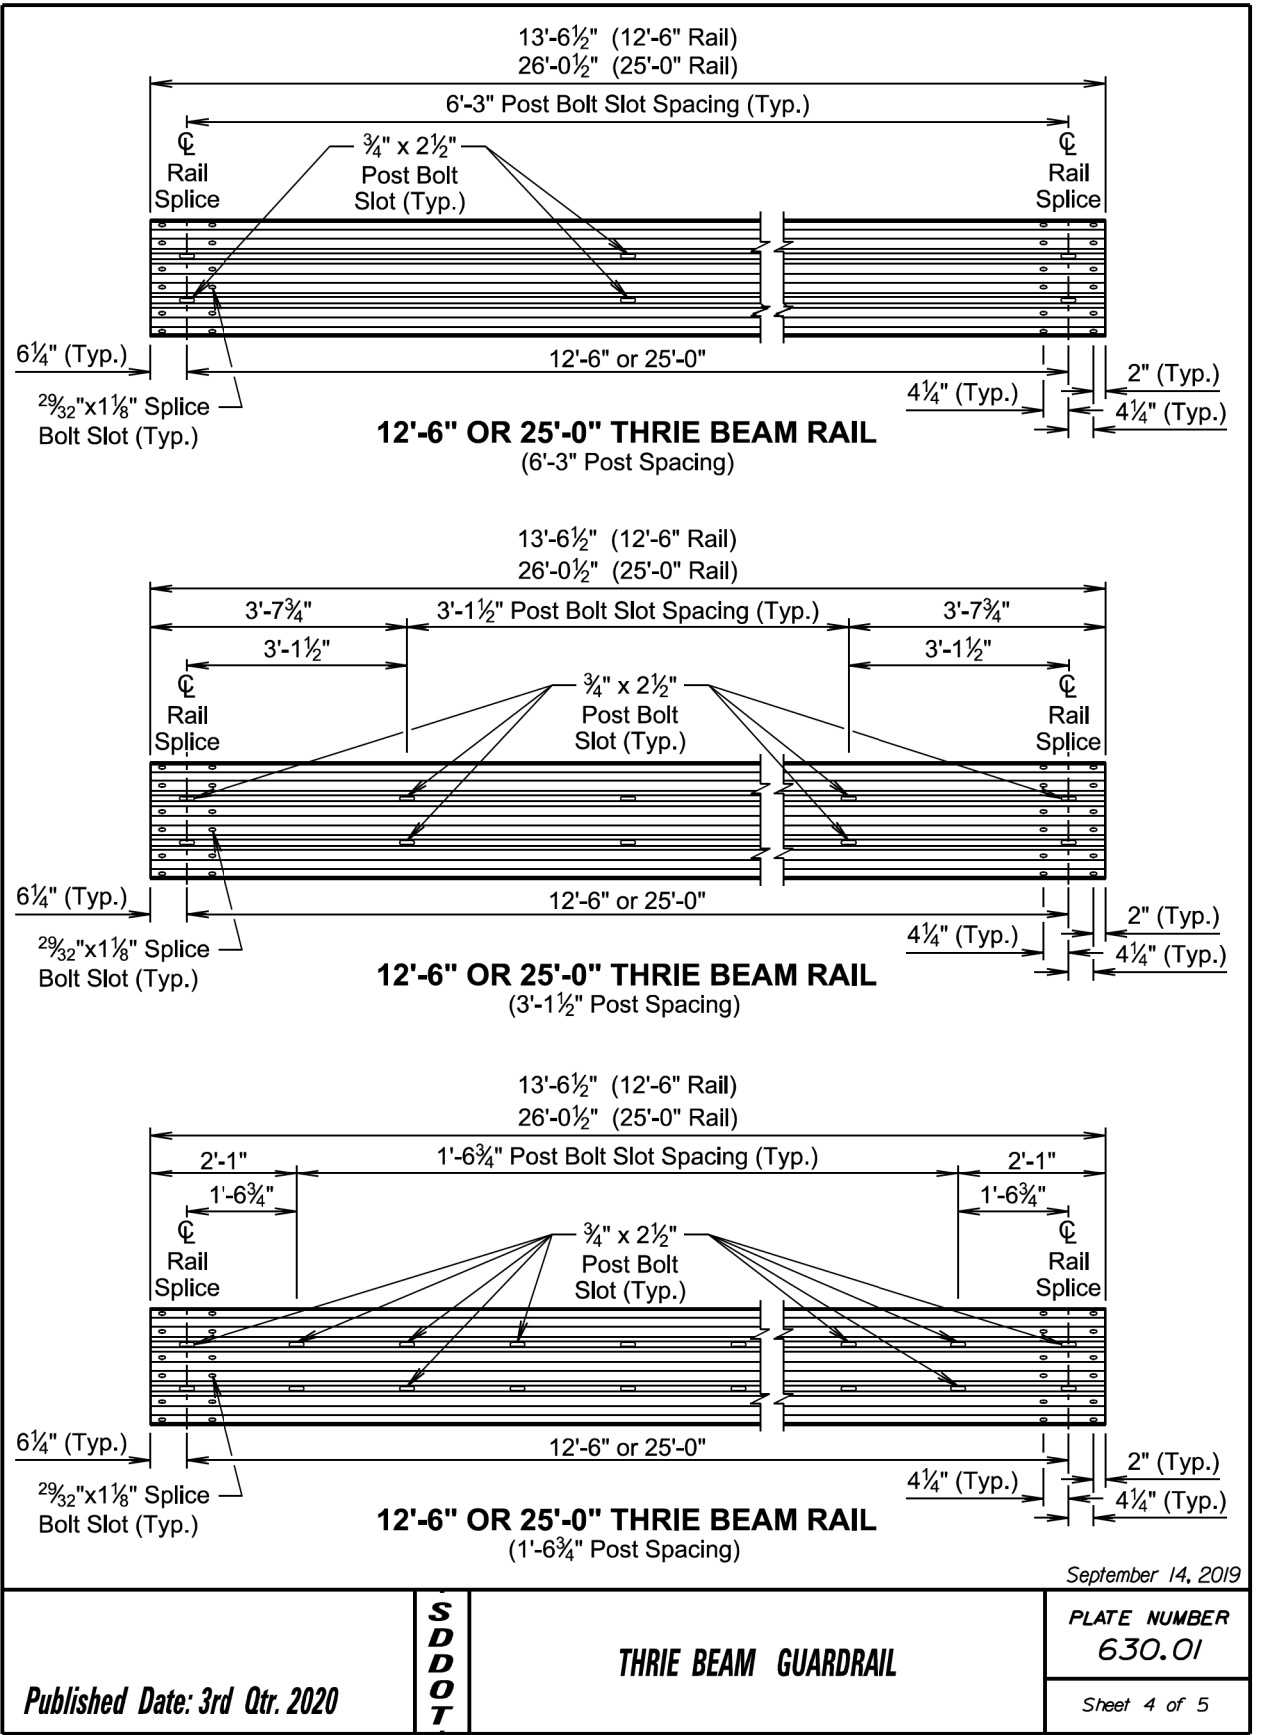 13'-6½" (12'-6" Rail)
26'-0½" (25'-0" Rail)
6'-3" Post Bolt Slot Spacing (Typ.)
℄
Rail
Splice
¾" x 2½"
Post Bolt
Slot (Typ.)
℄
Rail
Splice
6¼" (Typ.)
12'-6" or 25'-0"
2" (Typ.)
4¼" (Typ.)
4¼" (Typ.)
29⁄32"x1⅛" Splice
Bolt Slot (Typ.)
12'-6" OR 25'-0" THRIE BEAM RAIL
(6'-3" Post Spacing)
13'-6½" (12'-6" Rail)
26'-0½" (25'-0" Rail)
3'-7¾"
3'-1½" Post Bolt Slot Spacing (Typ.)
3'-7¾"
3'-1½"
3'-1½"
℄
Rail
Splice
¾" x 2½"
Post Bolt
Slot (Typ.)
℄
Rail
Splice
6¼" (Typ.)
12'-6" or 25'-0"
2" (Typ.)
4¼" (Typ.)
4¼" (Typ.)
29⁄32"x1⅛" Splice
Bolt Slot (Typ.)
12'-6" OR 25'-0" THRIE BEAM RAIL
(3'-1½" Post Spacing)
13'-6½" (12'-6" Rail)
26'-0½" (25'-0" Rail)
2'-1"
1'-6¾" Post Bolt Slot Spacing (Typ.)
2'-1"
1'-6¾"
1'-6¾"
℄
Rail
Splice
¾" x 2½"
Post Bolt
Slot (Typ.)
℄
Rail
Splice
6¼" (Typ.)
12'-6" or 25'-0"
2" (Typ.)
4¼" (Typ.)
4¼" (Typ.)
29⁄32"x1⅛" Splice
Bolt Slot (Typ.)
12'-6" OR 25'-0" THRIE BEAM RAIL
(1'-6¾" Post Spacing)
September 14, 2019
Published Date: 3rd Qtr. 2020
S
D
D
O
T
THRIE BEAM GUARDRAIL
PLATE NUMBER
630.01
Sheet 4 of 5